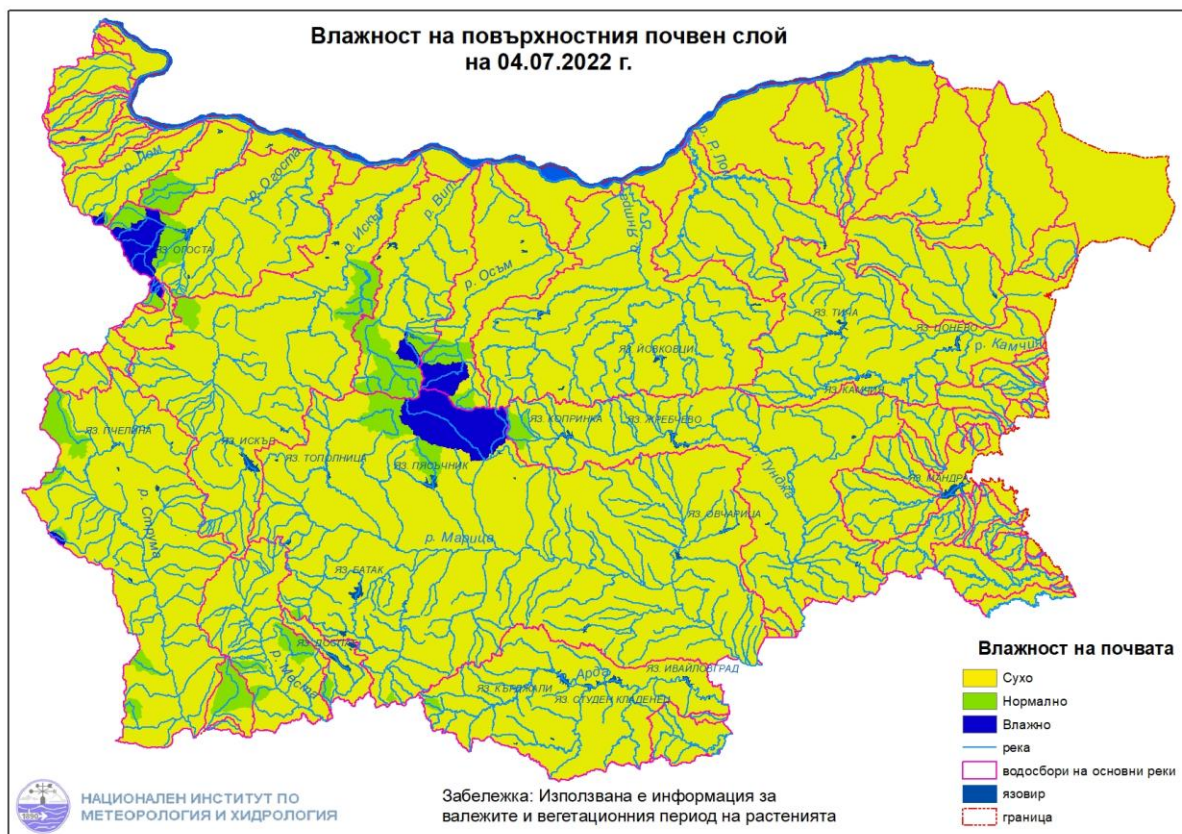 Влажност на повърхностния почвен слой
на 04.07.2022 г.
р. Лом
р. Огоста
р. Искър
р. Осъм
р. Р.Лом
ЯЗ. ОГОСТА
ЯЗ. ТИЧА
ЯЗ. ЦОНЕВО
р. Камчия
ЯЗ. ЙОВКОВЦИ
ЯЗ. КАМЧИЯ
ЯЗ. КОПРИНКА
ЯЗ. ЖРЕБЧЕВО
ЯЗ. ПЧЕЛИНА
ЯЗ. ИСКЪР
ЯЗ. ТОПОЛНИЦА
ЯЗ. ПЯСЪЧНИК
р. Тунджа
ЯЗ. МАНДРА
р. Струма
ЯЗ. ОВЧАРИЦА
р. Марица
ЯЗ. БАТАК
ЯЗ. ДОСПАТ
р. Места
Арда
ЯЗ. ИВАЙЛОВГРАД
ЯЗ. КЪРДЖАЛИ
ЯЗ. СТУДЕН КЛАДЕНЕЦ
Влажност на почвата
Сухо
Нормално
Влажно
река
водосбори на основни реки
язовир
граница
НАЦИОНАЛЕН ИНСТИТУТ ПО
МЕТЕОРОЛОГИЯ И ХИДРОЛОГИЯ
1890
Забележка: Използвана е информация за
валежите и вегетационния период на растенията